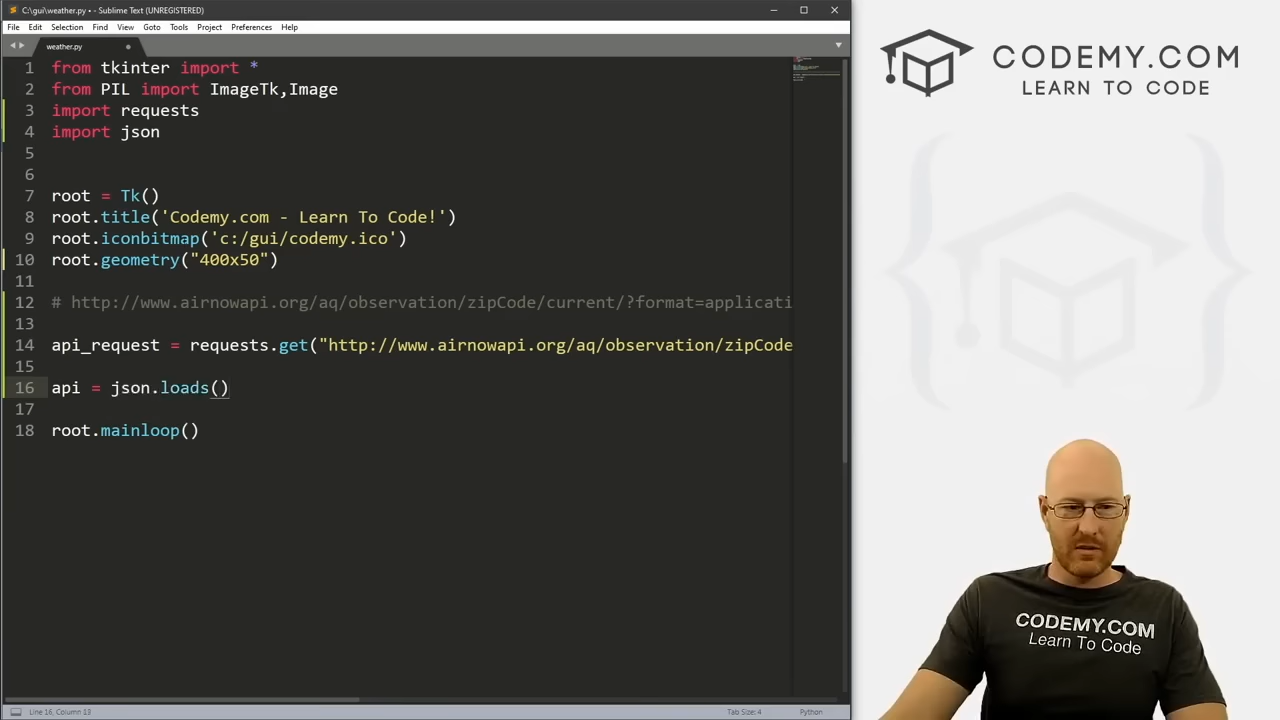 C:\gui\weather.py • - Sublime Text (UNREGISTERED)
File Edit Selection Find View Goto Tools Project Preferences Help
weather.py
1 from tkinter import *
2 from PIL import ImageTk,Image
3 import requests
4 import json
5
6
7 root = Tk()
8 root.title('Codemy.com - Learn To Code!')
9 root.iconbitmap('c:/gui/codemy.ico')
10 root.geometry("400x50")
11
12 # http://www.airnowapi.org/aq/observation/zipCode/current/?format=applicati
13
14 api_request = requests.get("http://www.airnowapi.org/aq/observation/zipCode
15
16 api = json.loads()
17
18 root.mainloop()
Line 16, Column 19
Tab Size: 4
Python
CODEMY.COM
LEARN TO CODE
CODEMY.COM
Learn To Code